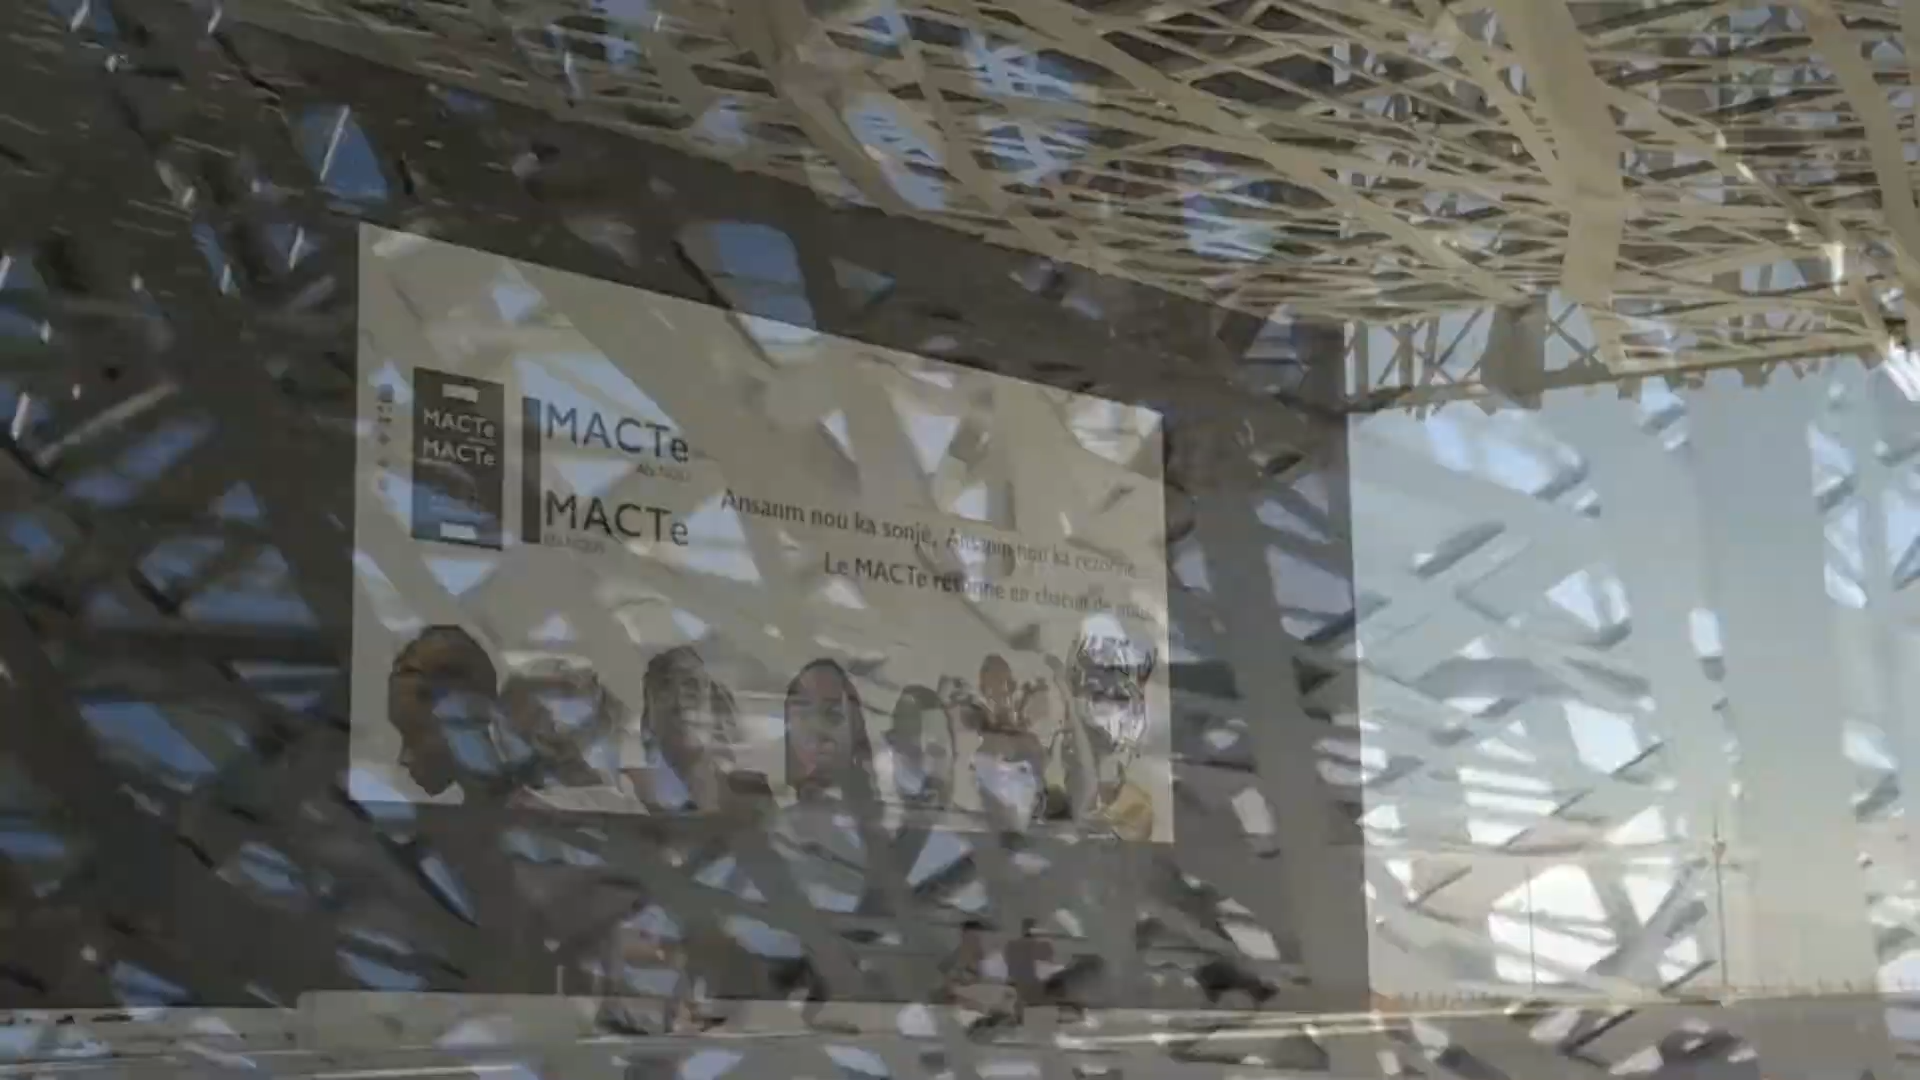 MACTe
MACTe
MACTe
MACTe
Ansanm nou ka sonjé, Ansanm nou ka rezonné
Le MACTe résonne en chacun de nous